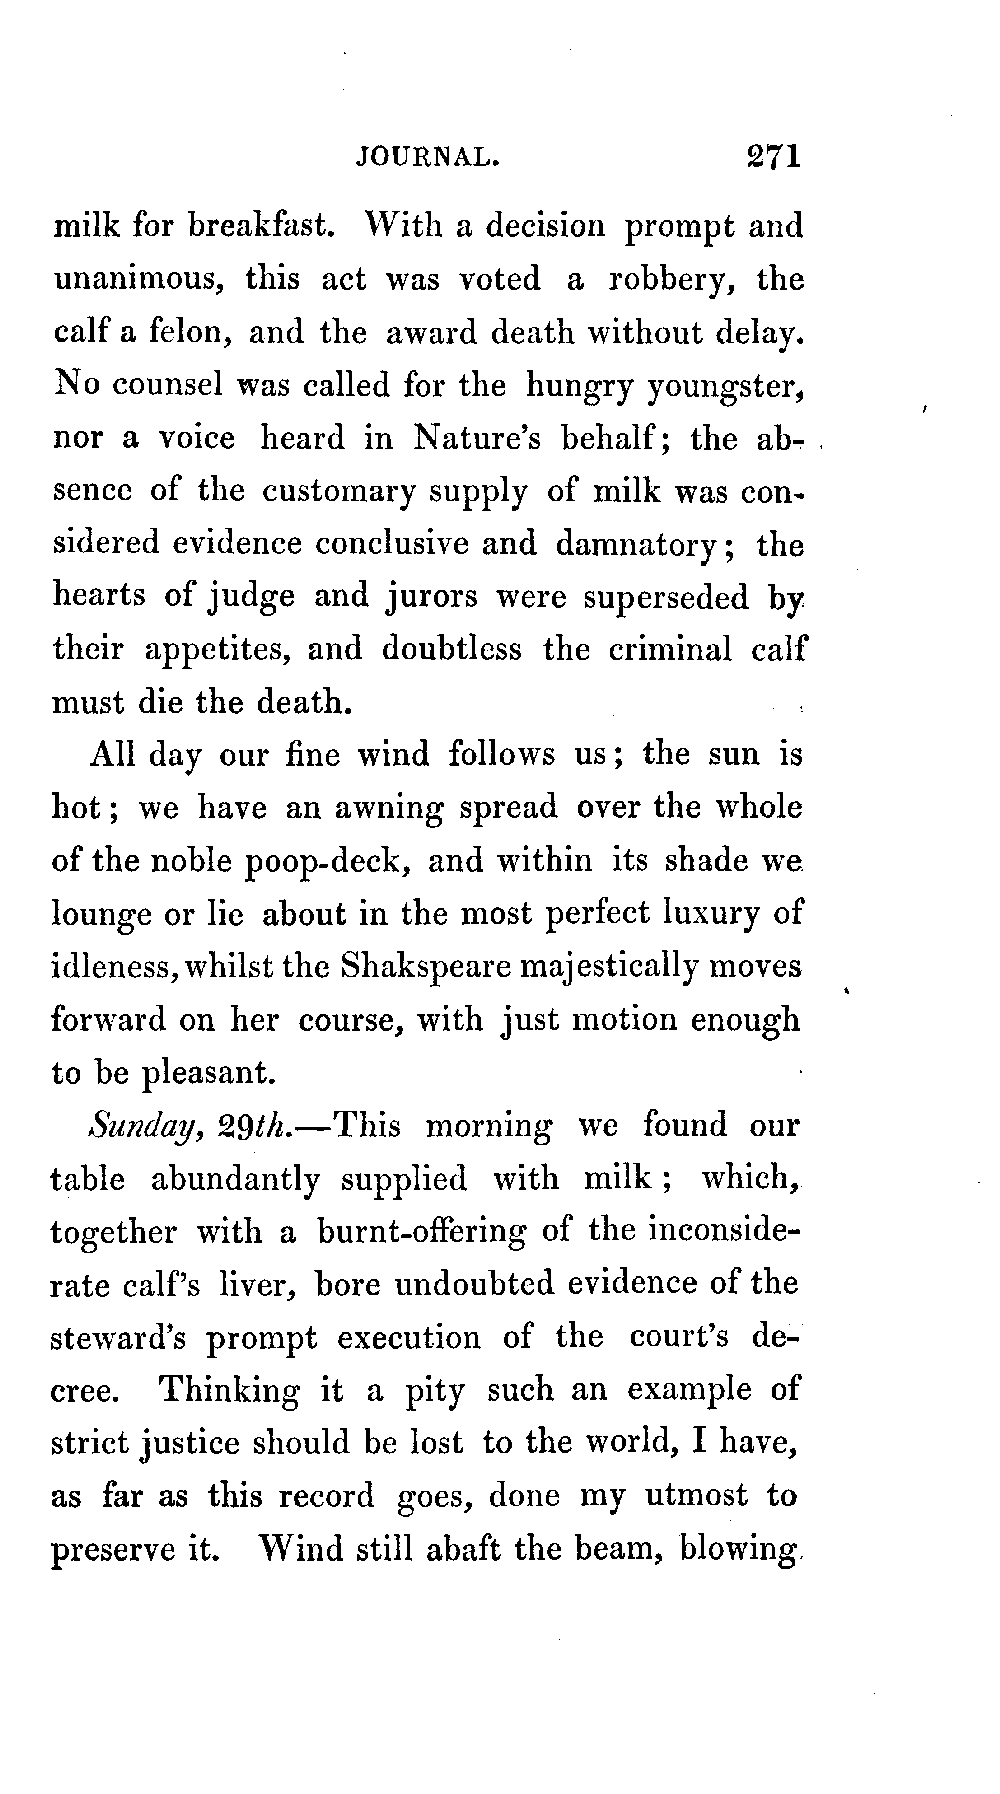 JOURNAL. 271
milk for breakfast. With a decision prompt and
unanimous, this act was voted a robbery, the
calf a felon, and the award death without delay.
No counsel was called for the hungry youngster,
nor a voice heard in Nature's behalf; the ab-
sence of the customary supply of milk was con-
sidered evidence conclusive and damnatory; the
hearts of judge and jurors were superseded by
their appetites, and doubtless the criminal calf
must die the death.
All day our fine wind follows us; the sun is
hot; we have an awning spread over the whole
of the noble poop-deck, and within its shade we
lounge or lie about in the most perfect luxury of
idleness, whilst the Shakspeare majestically moves
forward on her course, with just motion enough
to be pleasant.
Sunday, 29th.—This morning we found our
table abundantly supplied with milk; which,
together with a burnt-offering of the inconside-
rate calf's liver, bore undoubted evidence of the
steward's prompt execution of the court's de-
cree. Thinking it a pity such an example of
strict justice should be lost to the world, I have,
as far as this record goes, done my utmost to
preserve it. Wind still abaft the beam, blowing